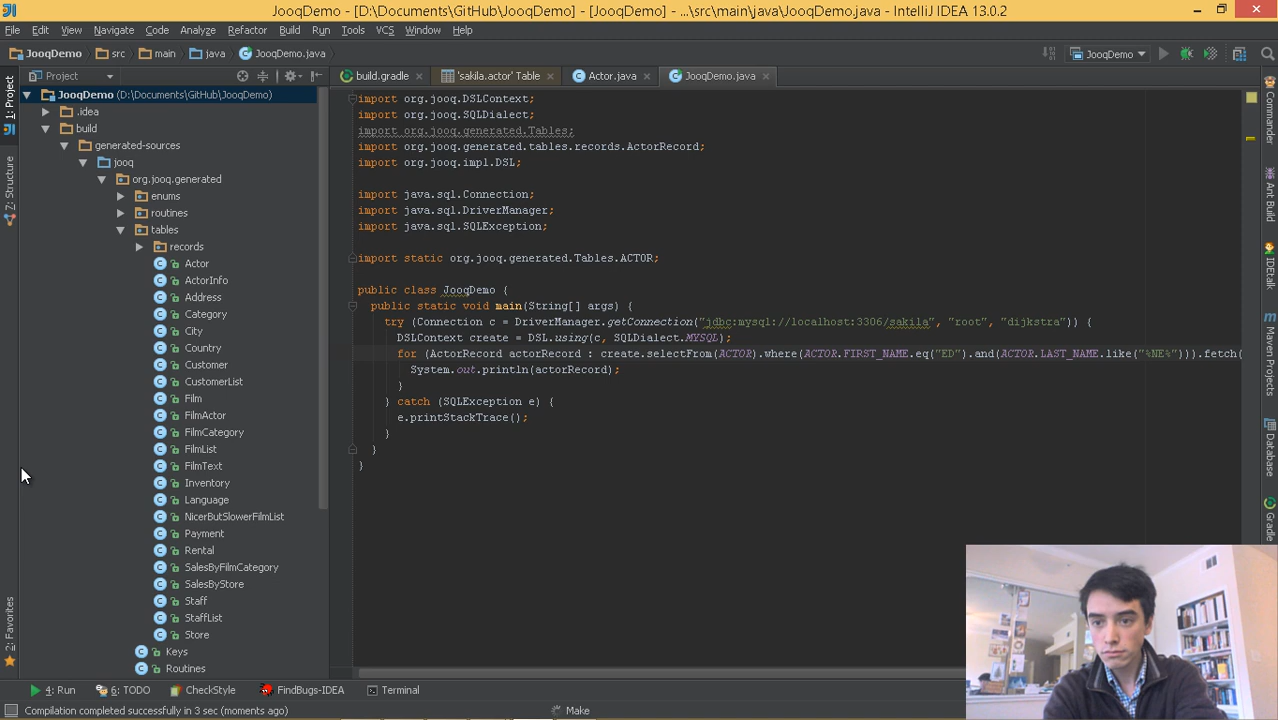 JooqDemo - [D:\Documents\GitHub\JooqDemo] - [JooqDemo] - ...\src\main\java\JooqDemo.java - IntelliJ IDEA 13.0.2
File Edit View Navigate Code Analyze Refactor Build Run Tools VCS Window Help
JooqDemo src main java JooqDemo.java JooqDemo
Project build.gradle 'sakila.actor' Table Actor.java JooqDemo.java
JooqDemo (D:\Documents\GitHub\JooqDemo)
.idea
build
generated-sources
jooq
org.jooq.generated
enums
routines
tables
records
Actor
ActorInfo
Address
Category
City
Country
Customer
CustomerList
Film
FilmActor
FilmCategory
FilmList
FilmText
Inventory
Language
NicerButSlowerFilmList
Payment
Rental
SalesByFilmCategory
SalesByStore
Staff
StaffList
Store
Keys
Routines
import org.jooq.DSLContext;
import org.jooq.SQLDialect;
import org.jooq.generated.Tables;
import org.jooq.generated.tables.records.ActorRecord;
import org.jooq.impl.DSL;
import java.sql.Connection;
import java.sql.DriverManager;
import java.sql.SQLException;
import static org.jooq.generated.Tables.ACTOR;
public class JooqDemo {
public static void main(String[] args) {
try (Connection c = DriverManager.getConnection("jdbc:mysql://localhost:3306/sakila", "root", "dijkstra")) {
DSLContext create = DSL.using(c, SQLDialect.MYSQL);
for (ActorRecord actorRecord : create.selectFrom(ACTOR).where(ACTOR.FIRST_NAME.eq("ED").and(ACTOR.LAST_NAME.like("%NE%"))).fetch(
System.out.println(actorRecord);
}
} catch (SQLException e) {
e.printStackTrace();
}
}
}
1: Project
7: Structure
2: Favorites
Commander
Ant Build
IDEtalk
Maven Projects
Database
Gradle
4: Run 6: TODO CheckStyle FindBugs-IDEA Terminal
Compilation completed successfully in 3 sec (moments ago) Make